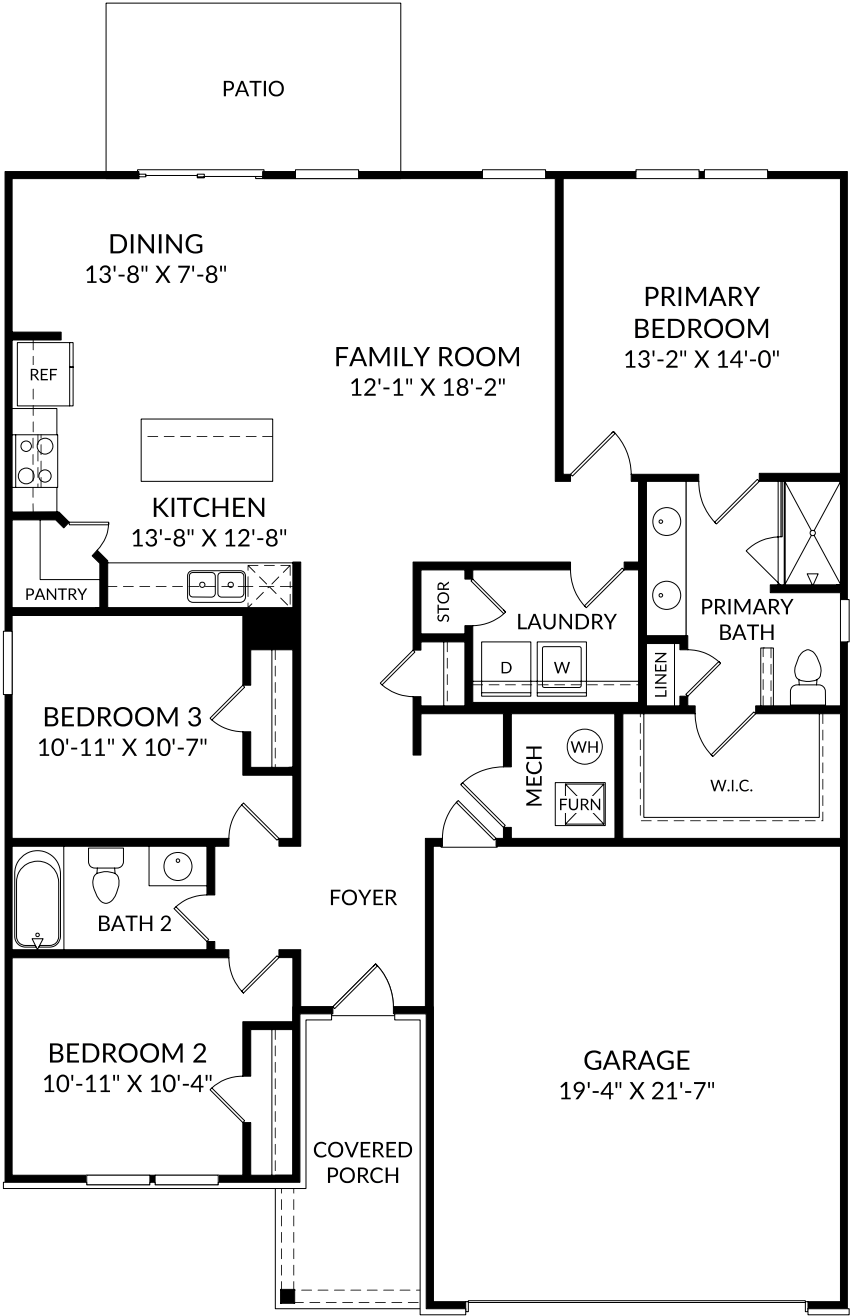 PATIO
DINING
13'-8" X 7'-8"
PRIMARY
BEDROOM
13'-2" X 14'-0"
FAMILY ROOM
12'-1" X 18'-2"
REF
KITCHEN
13'-8" X 12'-8"
PANTRY
STOR
LAUNDRY
PRIMARY
BATH
D
W
LINEN
BEDROOM 3
10'-11" X 10'-7"
MECH
WH
FURN
W.I.C.
FOYER
BATH 2
BEDROOM 2
10'-11" X 10'-4"
GARAGE
19'-4" X 21'-7"
COVERED
PORCH